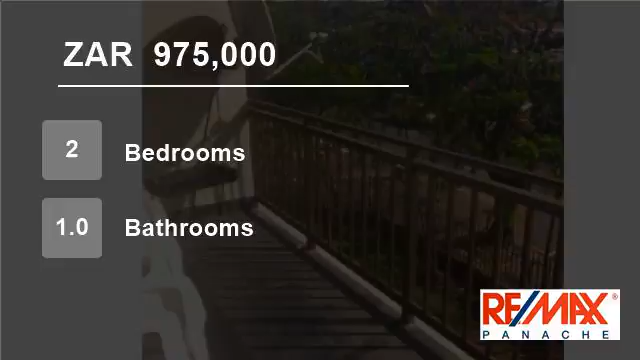 ZAR 975,000
2 Bedrooms
1.0 Bathrooms
RE/MAX®
PANACHE